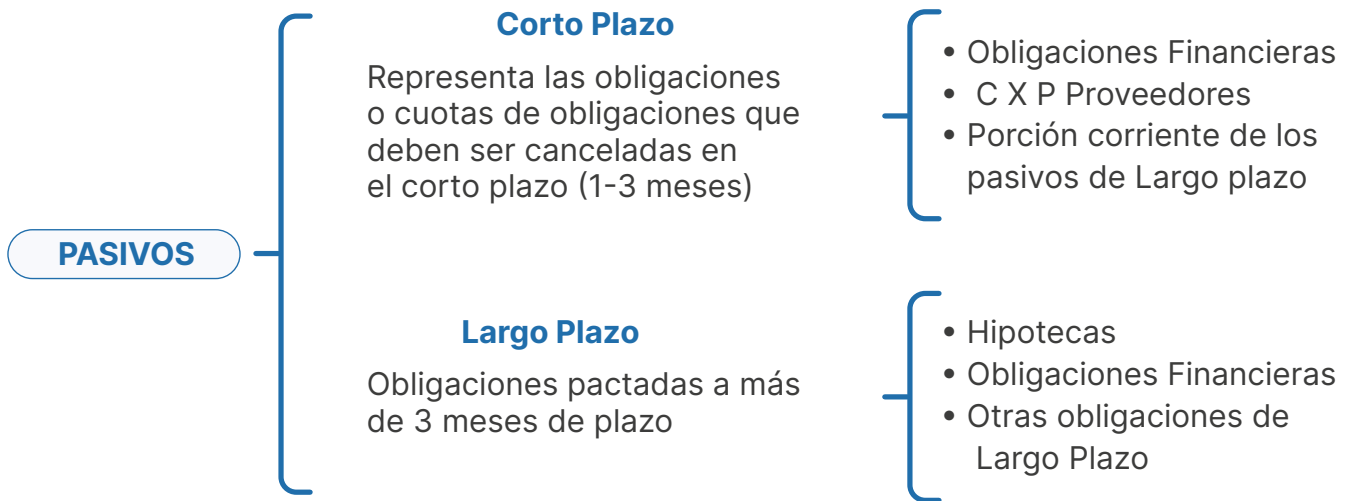 PASIVOS
Corto Plazo
Representa las obligaciones
o cuotas de obligaciones que
deben ser canceladas en
el corto plazo (1-3 meses)
• Obligaciones Financieras
• C X P Proveedores
• Porción corriente de los
pasivos de Largo plazo
Largo Plazo
Obligaciones pactadas a más
de 3 meses de plazo
• Hipotecas
• Obligaciones Financieras
• Otras obligaciones de
Largo Plazo